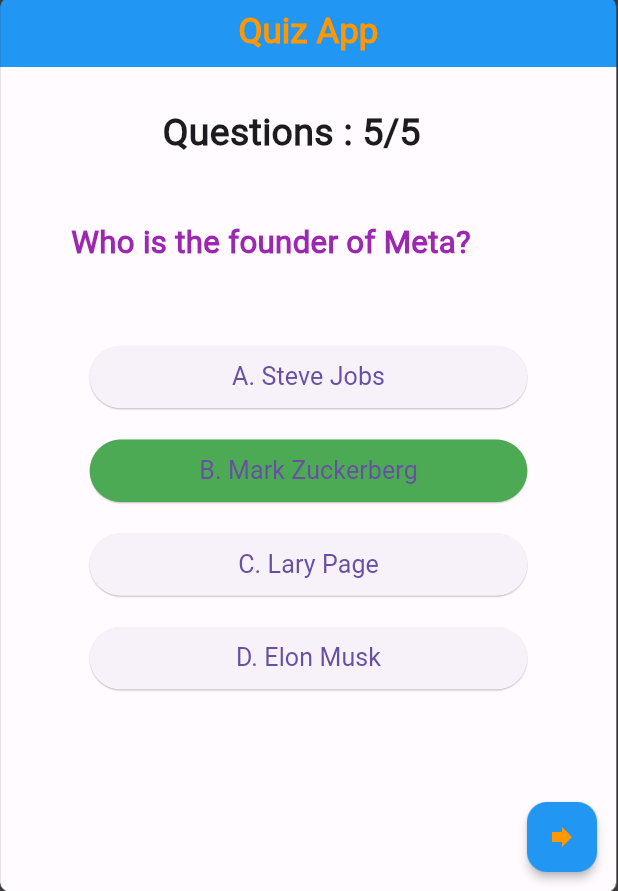 Quiz App
Questions : 5/5
Who is the founder of Meta?
A. Steve Jobs
B. Mark Zuckerberg
C. Lary Page
D. Elon Musk